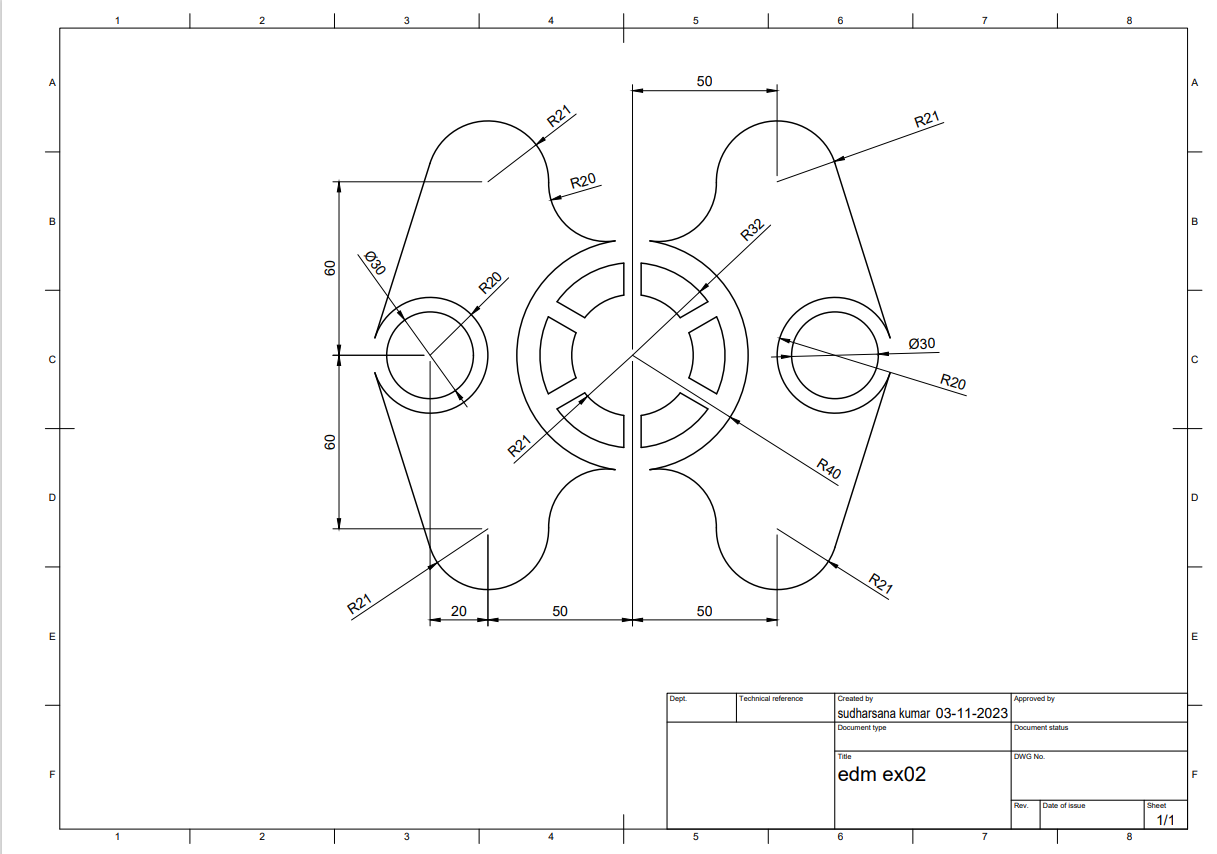 1 2 3 4 5 6 7 8
A A
50
R21
R21
R20
B B
R32
60
Ø30
R20
C C
Ø30
R20
60
R21
R40
D D
R21
R21
20 50 50
E E
Dept. Technical reference Created by Approved by
sudharsana kumar 03-11-2023
Document type Document status
Title DWG No.
edm ex02
F F
Rev. Date of issue Sheet
1/1
1 2 3 4 5 6 7 8